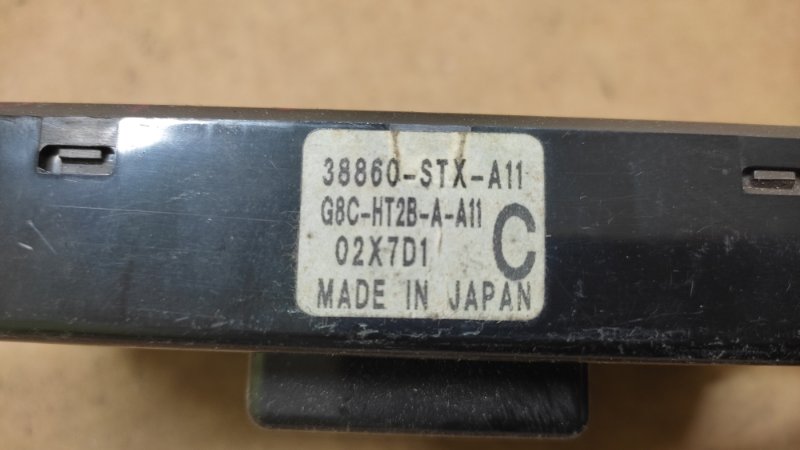 38860-STX-A11
G8C-HT2B-A-A11
02X7D1 C
MADE IN JAPAN